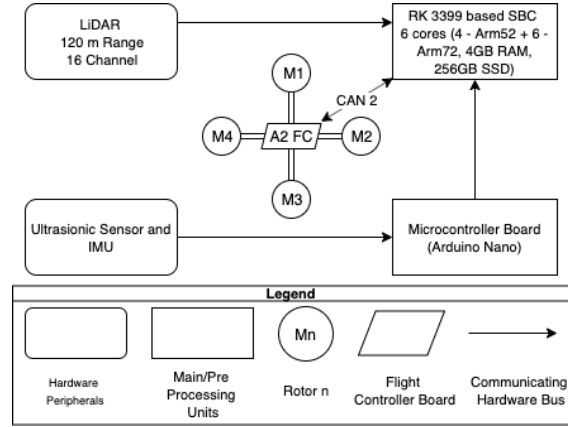 LiDAR
120 m Range
16 Channel
RK 3399 based SBC
6 cores (4 - Arm52 + 6 -
Arm72, 4GB RAM,
256GB SSD)
M1
CAN 2
M4
A2 FC
M2
M3
Ultrasonic Sensor and
IMU
Microcontroller Board
(Arduino Nano)
Legend
Mn
Hardware
Peripherals
Main/Pre
Processing
Units
Rotor n
Flight
Controller Board
Communicating
Hardware Bus